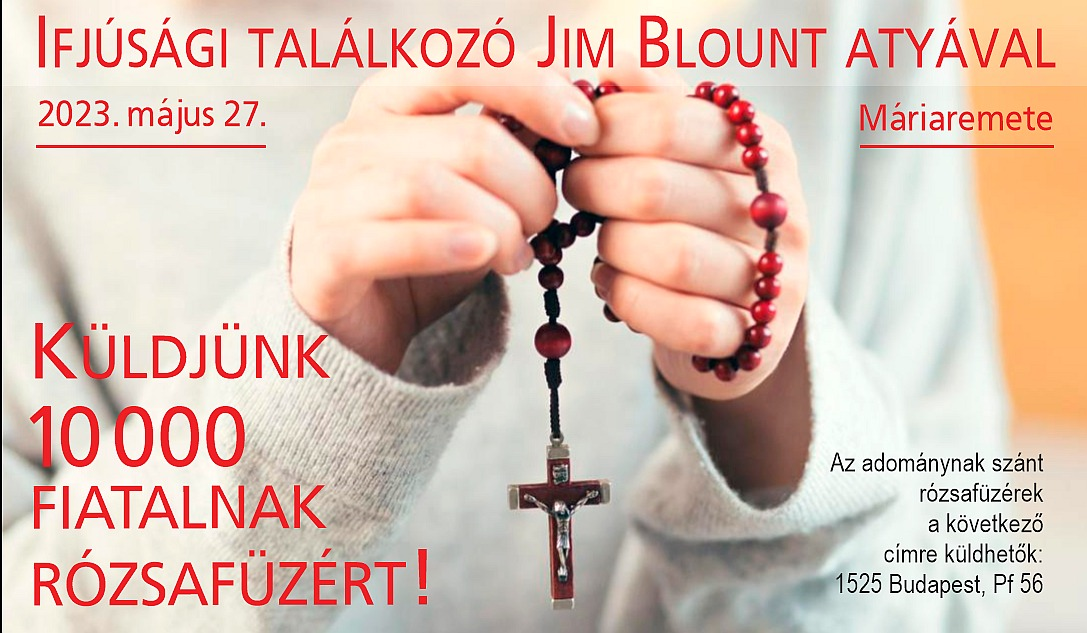 IFJÚSÁGI TALÁLKOZÓ JIM BLOUNT ATYÁVAL
2023. május 27.
Máriaremete
KÜLDJÜNK
10 000
FIATALNAK
RÓZSAFÜZÉRT!
Az adománynak szánt
rózsafüzérek
a következő
címre küldhetők:
1525 Budapest, Pf 56